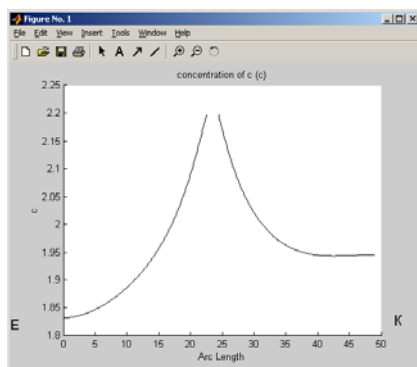 Figure No. 1
File Edit View Insert Tools Window Help
A
concentration of c (c)
2.25
2.2
2.15
2.1
2.05
2
1.95
1.9
1.85
1.8
c
0 5 10 15 20 25 30 35 40 45 50
Arc Length
E
K